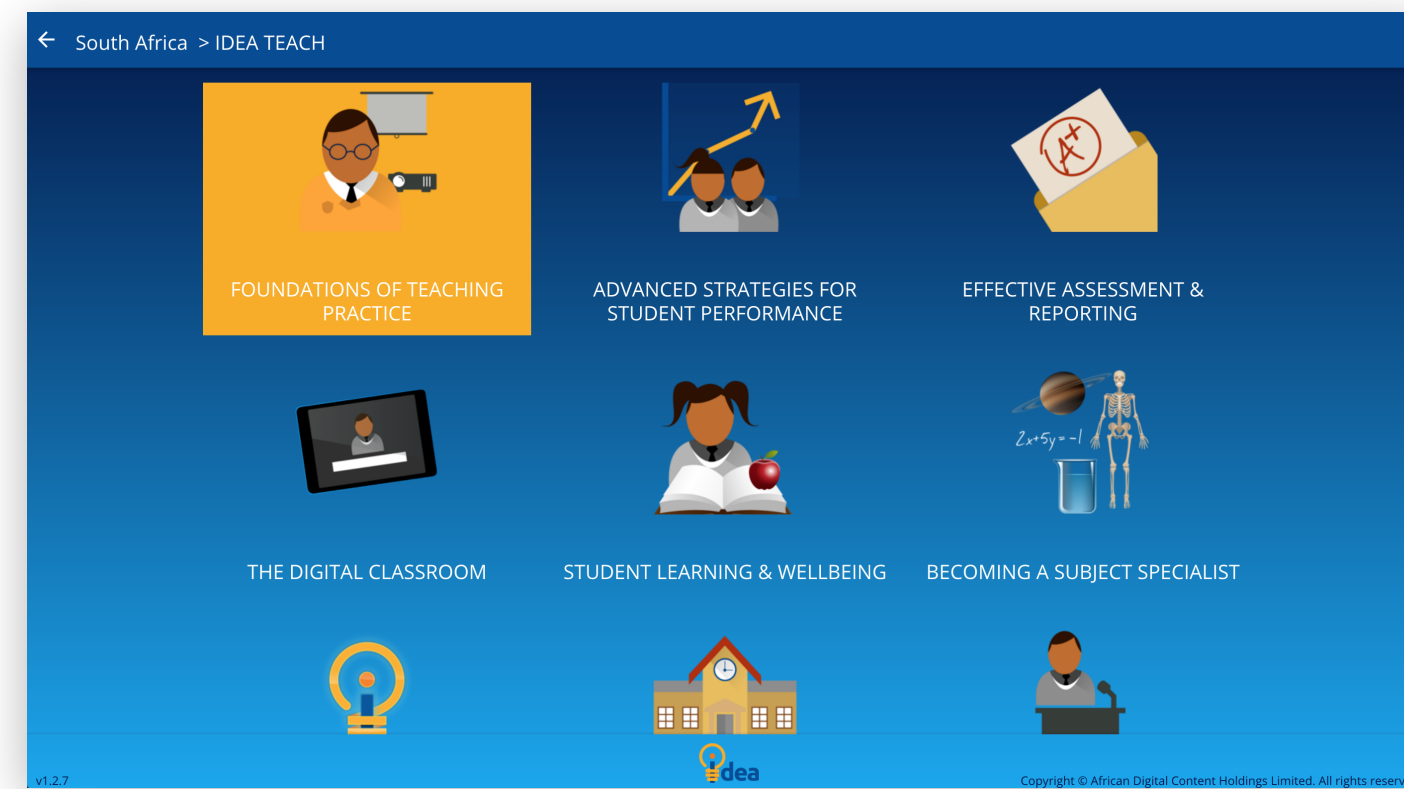 South Africa > IDEA TEACH
FOUNDATIONS OF TEACHING
PRACTICE
ADVANCED STRATEGIES FOR
STUDENT PERFORMANCE
EFFECTIVE ASSESSMENT &
REPORTING
A+
2x+5y=-1
THE DIGITAL CLASSROOM
STUDENT LEARNING & WELLBEING
BECOMING A SUBJECT SPECIALIST
idea
v1.2.7
Copyright © African Digital Content Holdings Limited. All rights reserv